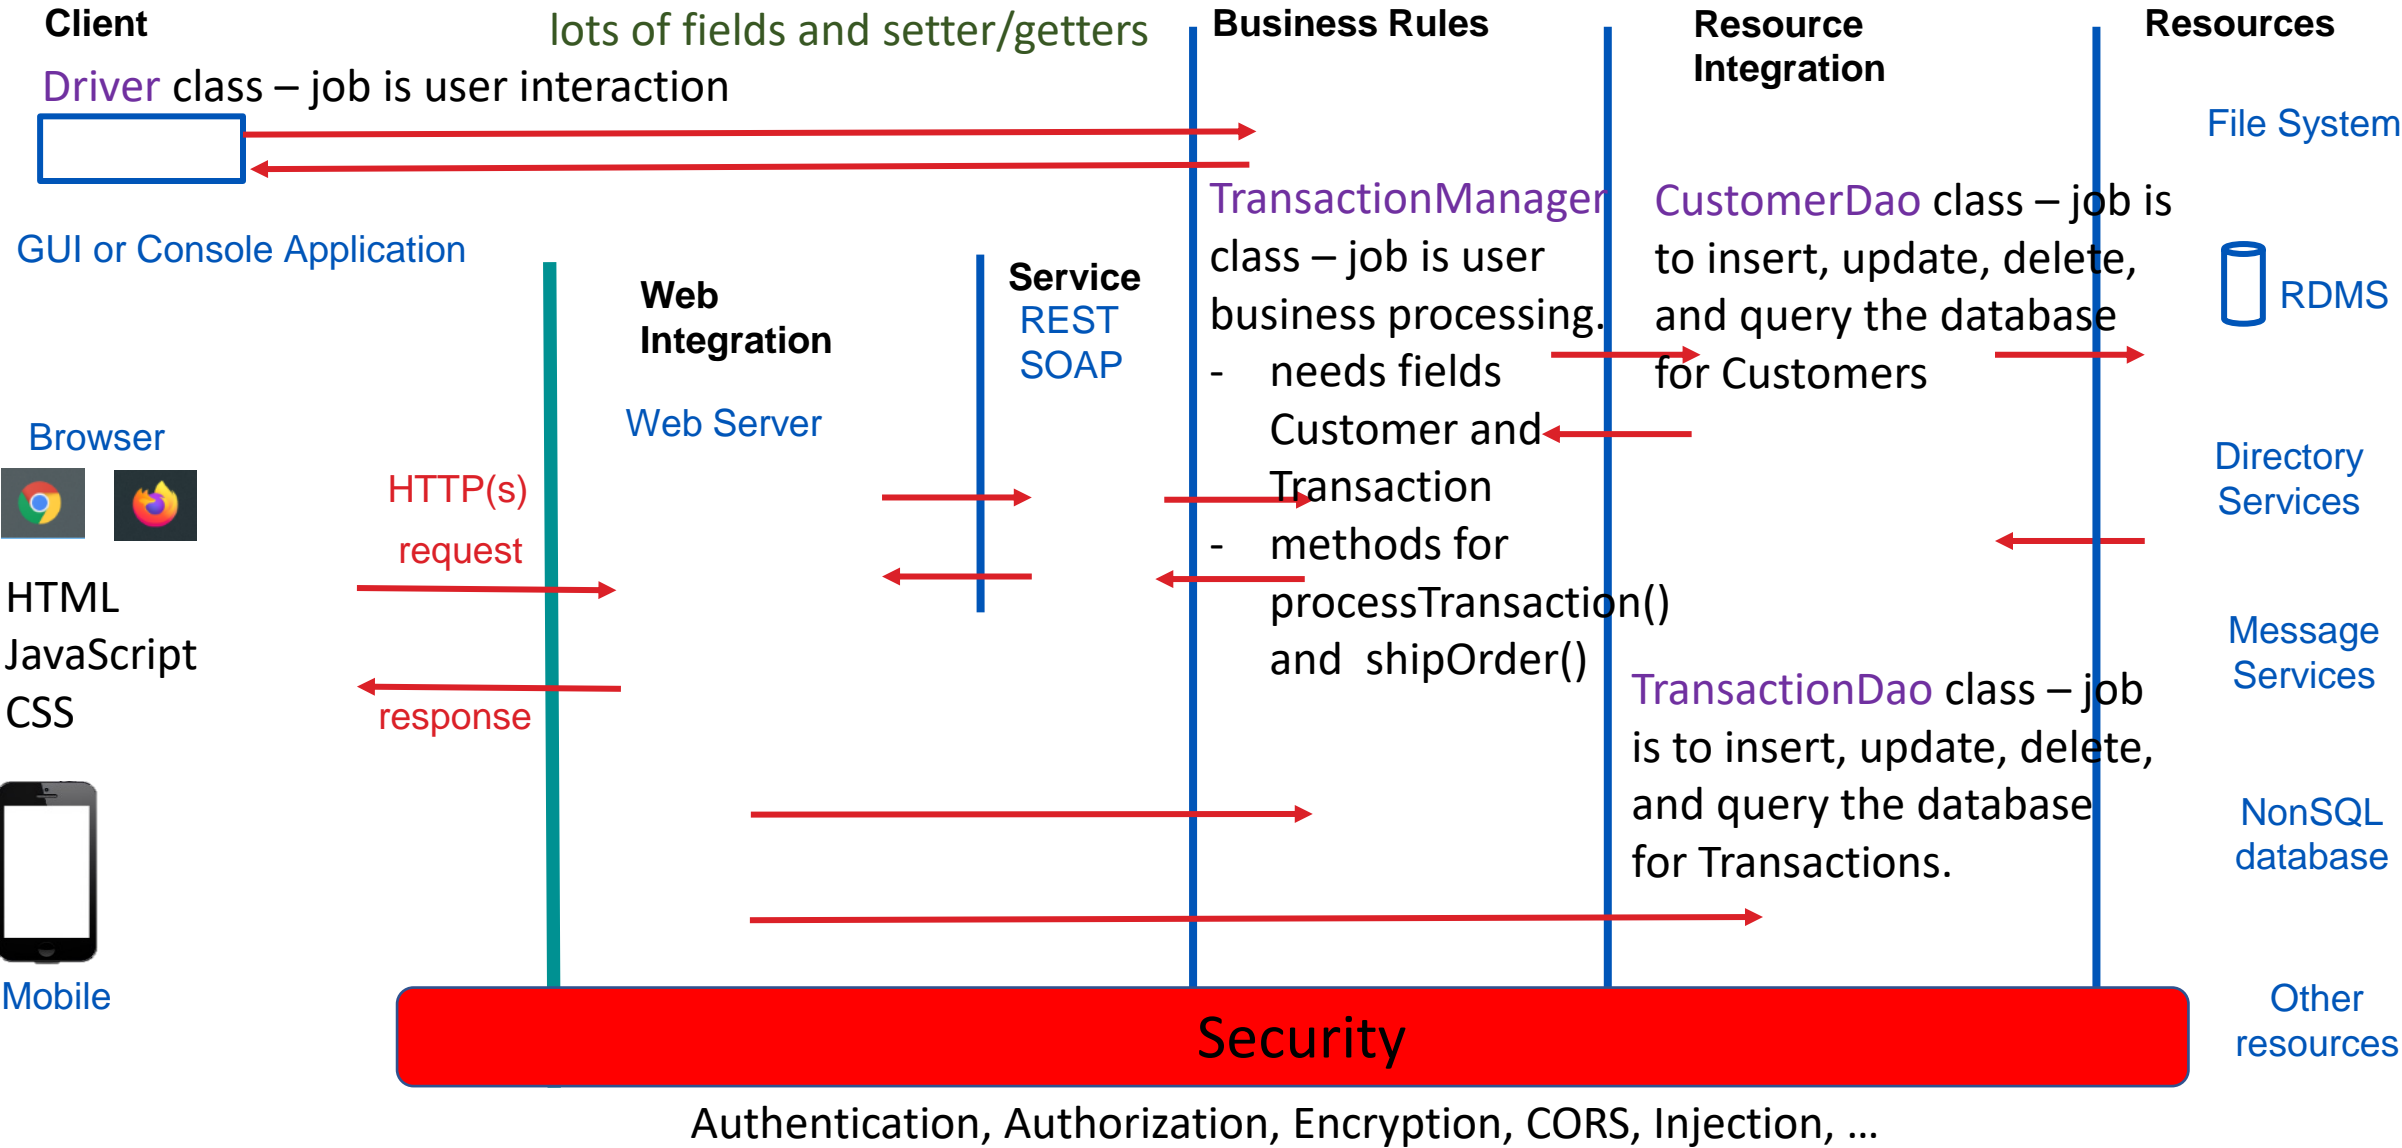 Client
lots of fields and setter/getters
Business Rules
Resource
Integration
Resources
Driver class – job is user interaction
File System
GUI or Console Application
TransactionManager
class – job is user
business processing.
- needs fields
Customer and
Transaction
- methods for
processTransaction()
and shipOrder()
CustomerDao class – job is
to insert, update, delete,
and query the database
for Customers
RDMS
Web
Integration
Service
REST
SOAP
Web Server
Browser
HTTP(s)
request
Directory
Services
HTML
JavaScript
CSS
response
Message
Services
TransactionDao class – job
is to insert, update, delete,
and query the database
for Transactions.
NonSQL
database
Mobile
Other
resources
Security
Authentication, Authorization, Encryption, CORS, Injection, ...